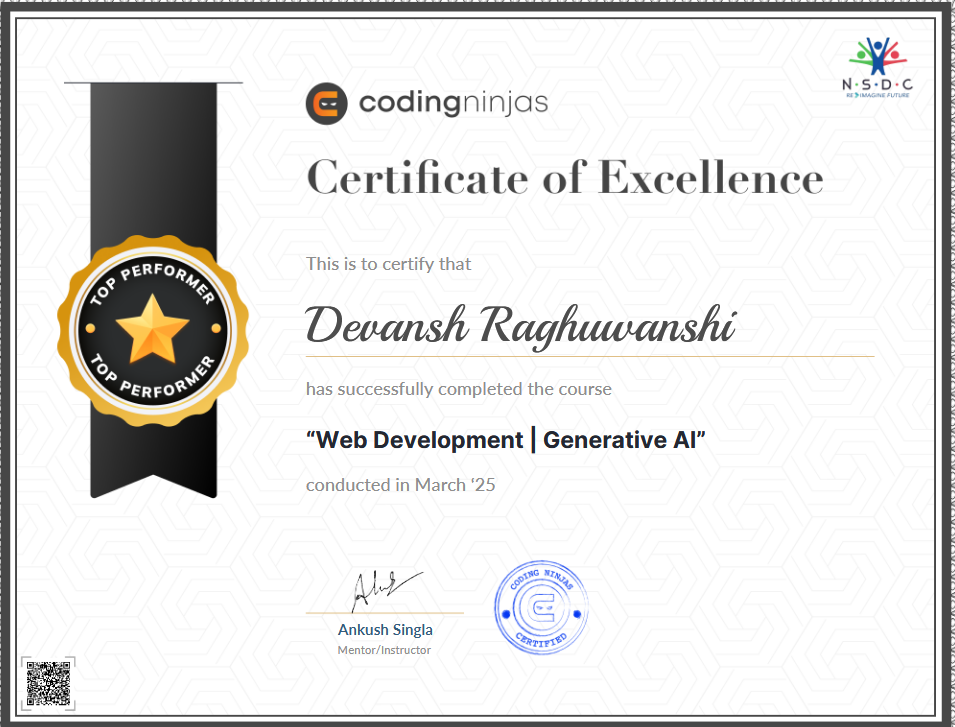 codingninjas
N·S·D·C
RE IMAGINE FUTURE
Certificate of Excellence
This is to certify that
TOP PERFORMER
TOP PERFORMER
Devansh Raghuwanshi
has successfully completed the course
“Web Development | Generative AI”
conducted in March ‘25
CODING NINJAS
CERTIFIED
Ankush Singla
Mentor/Instructor